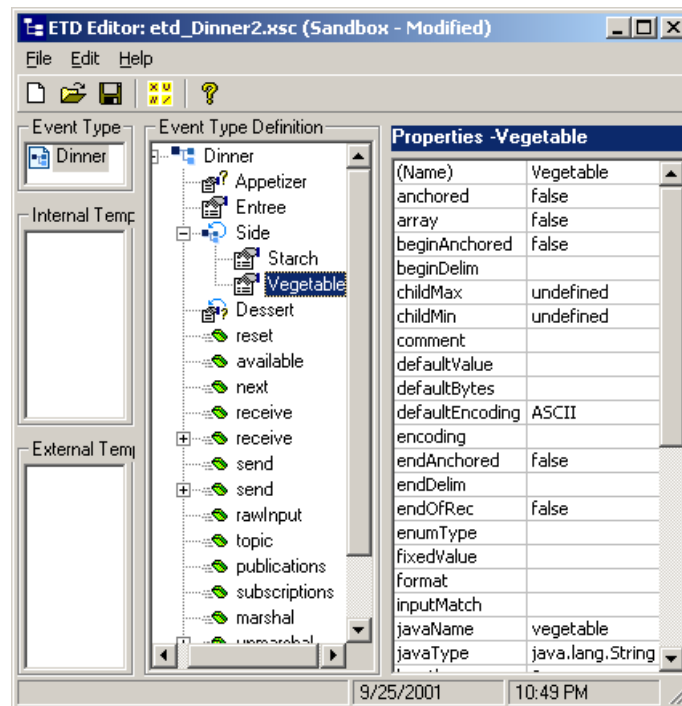 ETD Editor: etd_Dinner2.xsc (Sandbox - Modified)
File Edit Help
Event Type
Dinner
Internal Temp
External Temp
Event Type Definition
Dinner
Appetizer
Entree
Side
Starch
Vegetable
Dessert
reset
available
next
receive
receive
send
send
rawInput
topic
publications
subscriptions
marshal
unmarshal
Properties -Vegetable
(Name) Vegetable
anchored false
array false
beginAnchored false
beginDelim
childMax undefined
childMin undefined
comment
defaultValue
defaultBytes
defaultEncoding ASCII
encoding
endAnchored false
endDelim
endOfRec false
enumType
fixedValue
format
inputMatch
javaName vegetable
javaType java.lang.String
9/25/2001 10:49 PM